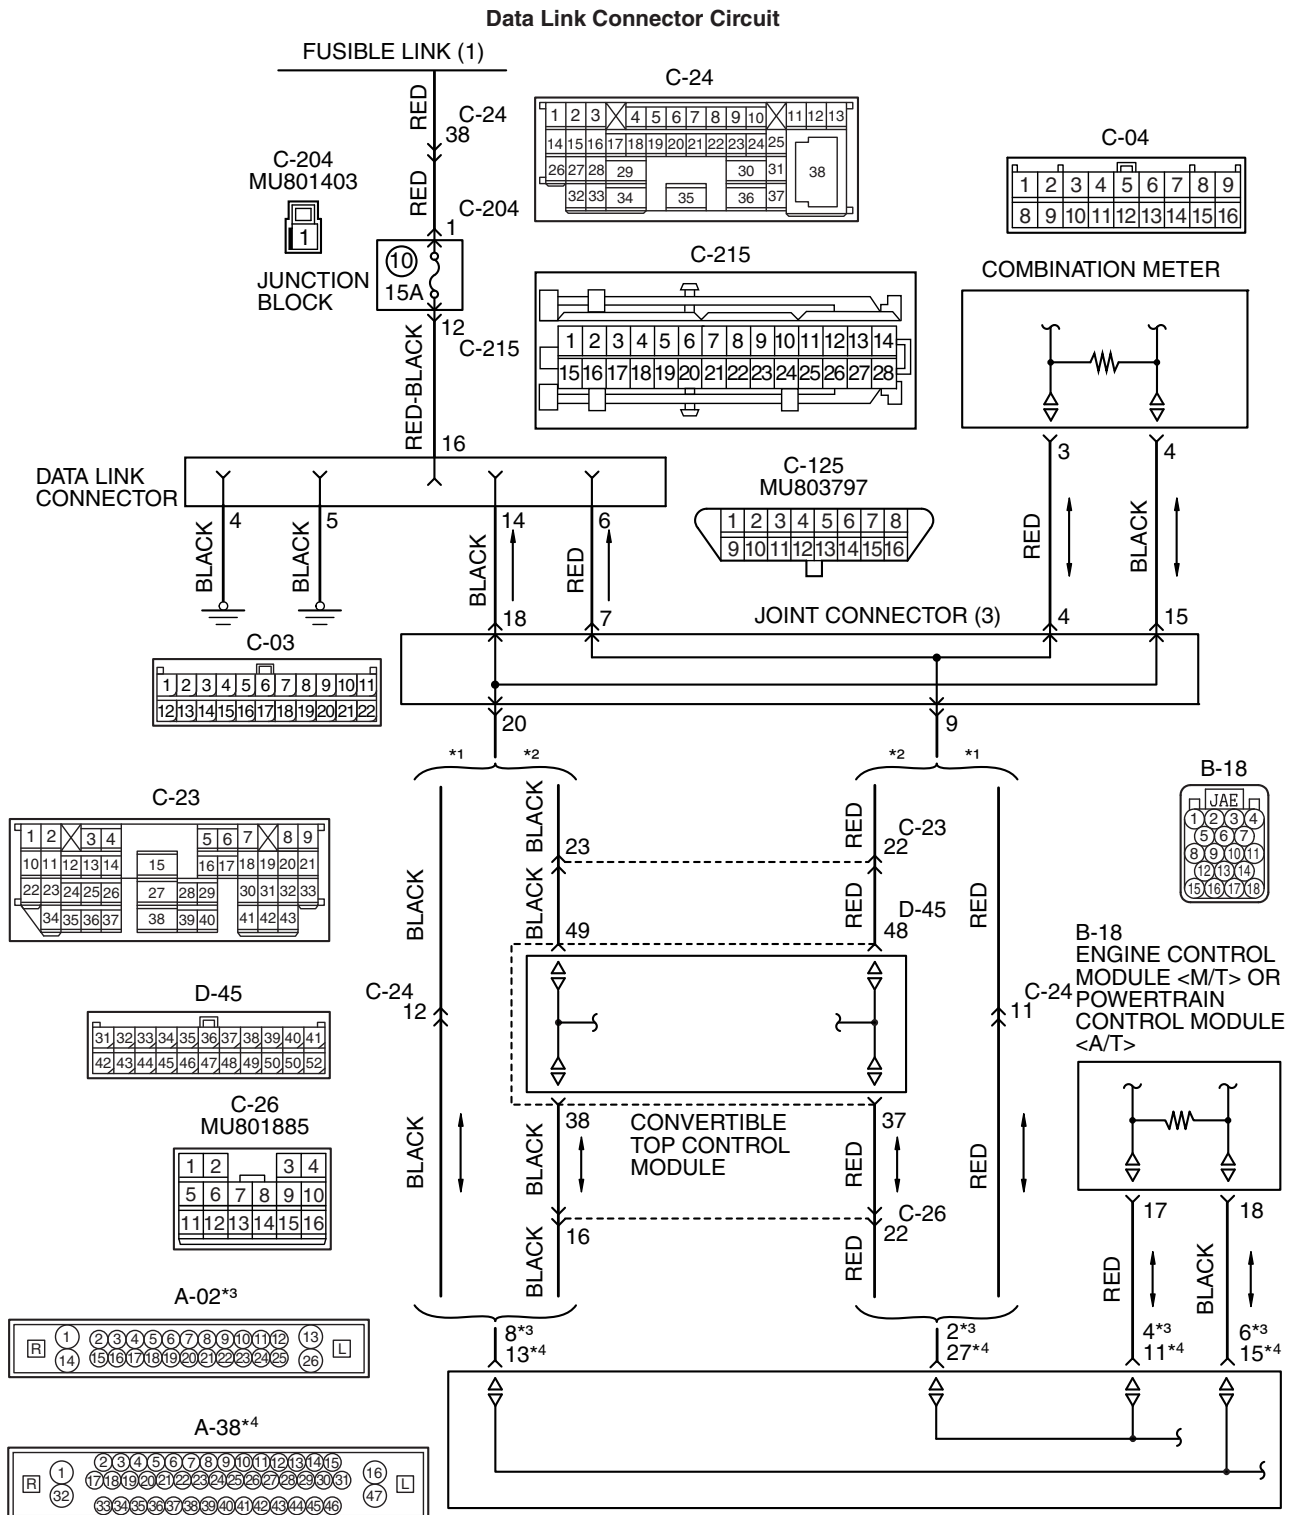 Data Link Connector Circuit
FUSIBLE LINK (1)
RED
C-24
38
RED
C-204
1
C-204
MU801403
1
JUNCTION
BLOCK
10
15A
12
C-215
RED-BLACK
16
C-24
1 2 3 4 5 6 7 8 9 10 11 12 13
14 15 16 17 18 19 20 21 22 23 24 25
26 27 28 29 30 31 38
32 33 34 35 36 37
C-04
1 2 3 4 5 6 7 8 9
8 9 10 11 12 13 14 15 16
C-215
1 2 3 4 5 6 7 8 9 10 11 12 13 14
15 16 17 18 19 20 21 22 23 24 25 26 27 28
COMBINATION METER
3 4
RED
BLACK
DATA LINK
CONNECTOR
4 5 14 6
BLACK
BLACK
BLACK
RED
C-125
MU803797
1 2 3 4 5 6 7 8
9 10 11 12 13 14 15 16
18 7
JOINT CONNECTOR (3)
4 15
C-03
1 2 3 4 5 6 7 8 9 10 11
12 13 14 15 16 17 18 19 20 21 22
20 9
*1 *2 *2 *1
C-23
1 2 3 4 5 6 7 8 9
10 11 12 13 14 15 16 17 18 19 20 21
22 23 24 25 26 27 28 29 30 31 32 33
34 35 36 37 38 39 40 41 42 43
BLACK
BLACK
23
BLACK
49
RED
22
C-23
RED
D-45
48
RED
B-18
JAE
1 2 3 4
5 6 7
8 9 10 11
12 13 14
15 16 17 18
D-45
31 32 33 34 35 36 37 38 39 40 41
42 43 44 45 46 47 48 49 50 50 52
C-24
12
C-24
11
B-18
ENGINE CONTROL
MODULE <M/T> OR
POWERTRAIN
CONTROL MODULE
<A/T>
C-26
MU801885
1 2 3 4
5 6 7 8 9 10
11 12 13 14 15 16
BLACK
38
BLACK
CONVERTIBLE
TOP CONTROL
MODULE
37
RED
RED
16
BLACK
C-26
22
RED
17 18
RED
BLACK
A-02*3
R
1 2 3 4 5 6 7 8 9 10 11 12 13
14 15 16 17 18 19 20 21 22 23 24 25 26
L
8*3
13*4
2*3
27*4
4*3
11*4
6*3
15*4
A-38*4
R
1 2 3 4 5 6 7 8 9 10 11 12 13 14 15 16
17 18 19 20 21 22 23 24 25 26 27 28 29 30 31
32 33 34 35 36 37 38 39 40 41 42 43 44 45 46 47
L